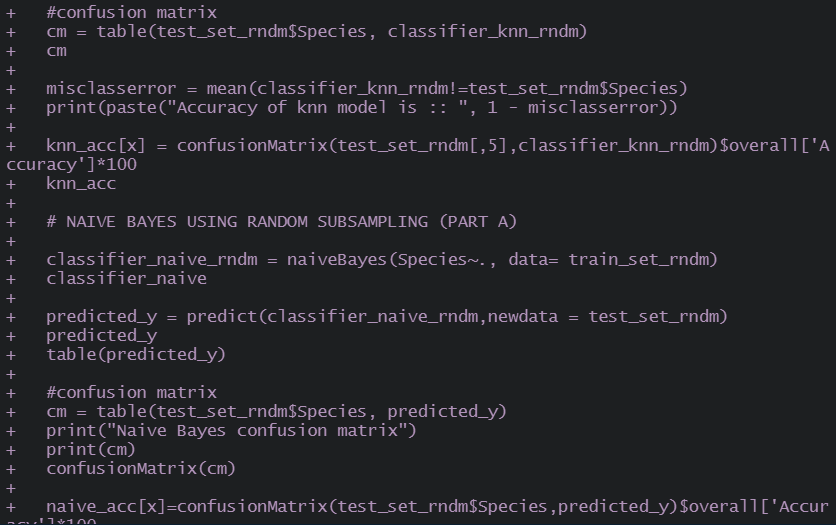 +   #confusion matrix
+   cm = table(test_set_rndm$Species, classifier_knn_rndm)
+   cm
+
+   misclasserror = mean(classifier_knn_rndm!=test_set_rndm$Species)
+   print(paste("Accuracy of knn model is :: ", 1 - misclasserror))
+
+   knn_acc[x] = confusionMatrix(test_set_rndm[,5],classifier_knn_rndm)$overall['A
ccuracy']*100
+   knn_acc
+
+   # NAIVE BAYES USING RANDOM SUBSAMPLING (PART A)
+
+   classifier_naive_rndm = naiveBayes(Species~., data= train_set_rndm)
+   classifier_naive
+
+   predicted_y = predict(classifier_naive_rndm,newdata = test_set_rndm)
+   predicted_y
+   table(predicted_y)
+
+   #confusion matrix
+   cm = table(test_set_rndm$Species, predicted_y)
+   print("Naive Bayes confusion matrix")
+   print(cm)
+   confusionMatrix(cm)
+
+   naive_acc[x]=confusionMatrix(test_set_rndm$Species,predicted_y)$overall['Accur
acy']*100